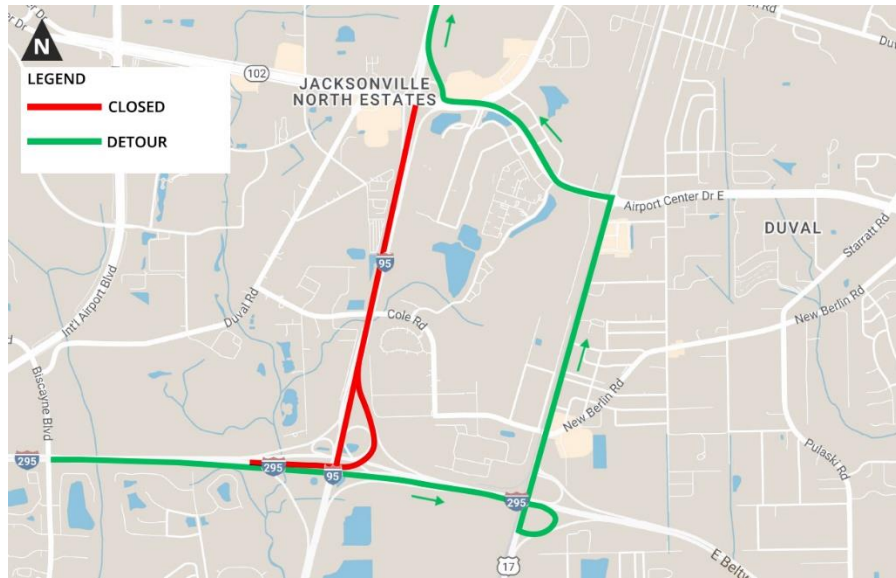 N
LEGEND
CLOSED
DETOUR
102
JACKSONVILLE
NORTH ESTATES
Airport Center Dr E
DUVAL
Starratt Rd
95
Int'l Airport Blvd
Duval Rd
Cole Rd
New Berlin Rd
Biscayne Blvd
New Berlin Rd
Pulaski Rd
295
295
95
295
E Beltw
17